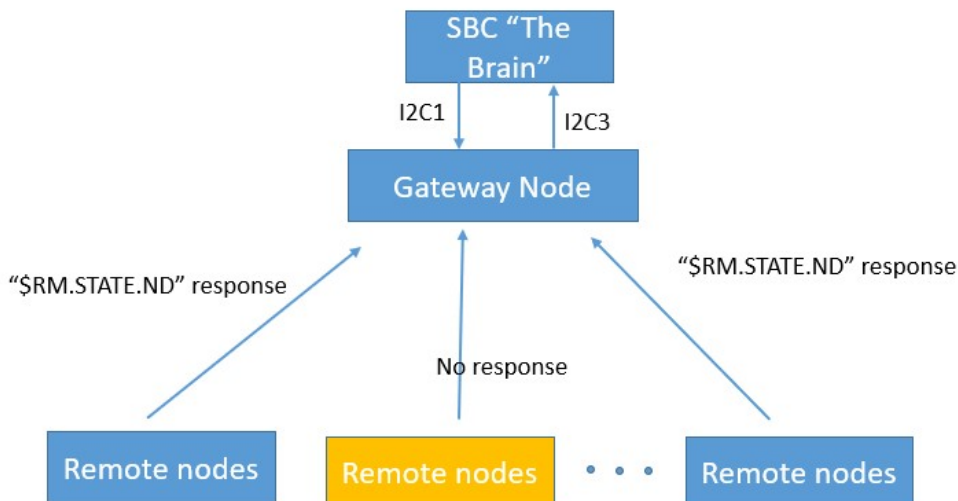 SBC “The
Brain”
I2C1
I2C3
Gateway Node
“$RM.STATE.ND” response
“$RM.STATE.ND” response
No response
Remote nodes
Remote nodes
Remote nodes